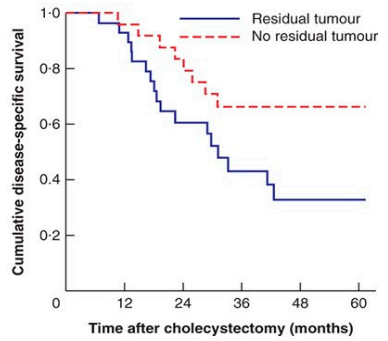 Residual tumour
No residual tumour
Cumulative disease-specific survival
1·0
0·8
0·6
0·4
0·2
0
12
24
36
48
60
Time after cholecystectomy (months)